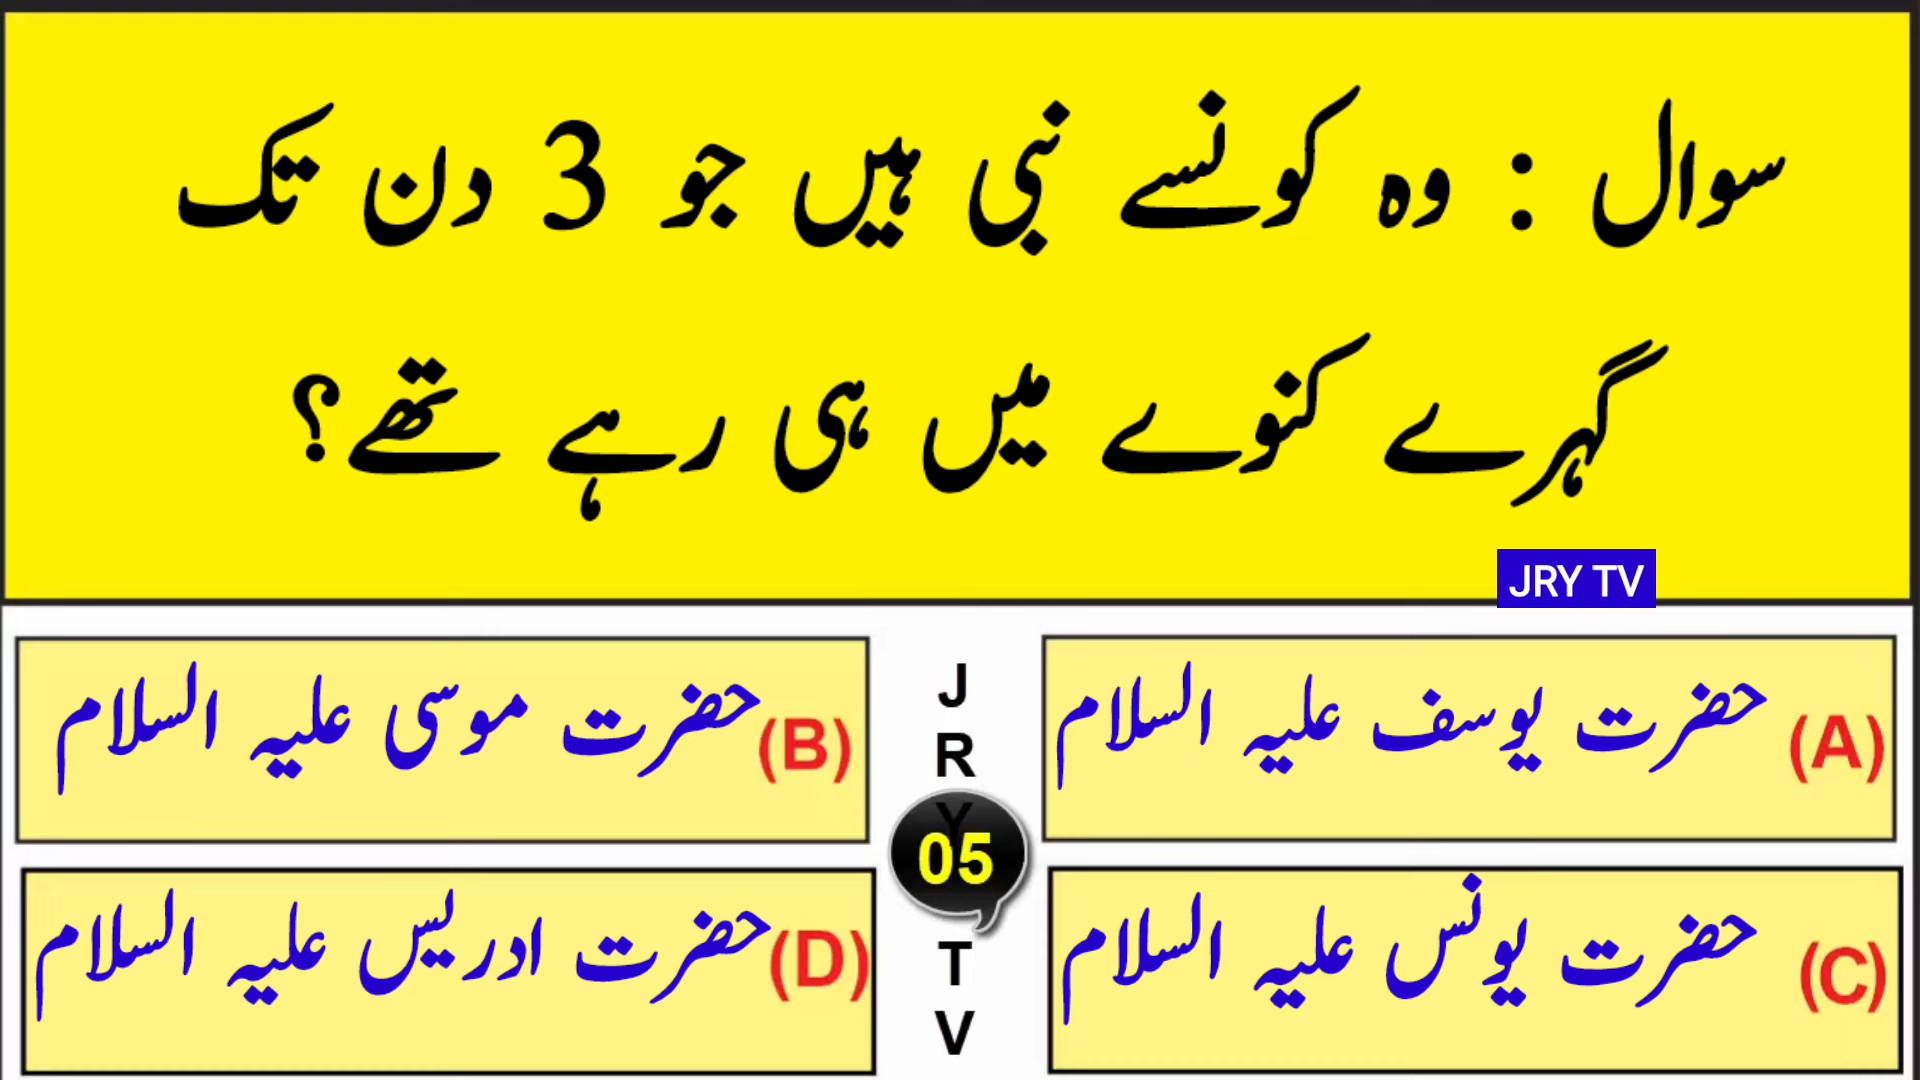 سوال : وہ کونسے نبی ہیں جو 3 دن تک
گہرے کنوے میں ہی رہے تھے؟
JRY TV
(A) حضرت یوسف علیہ السلام
(B) حضرت موسی علیہ السلام
(C) حضرت یونس علیہ السلام
(D) حضرت ادریس علیہ السلام
J
R
Y
05
T
V